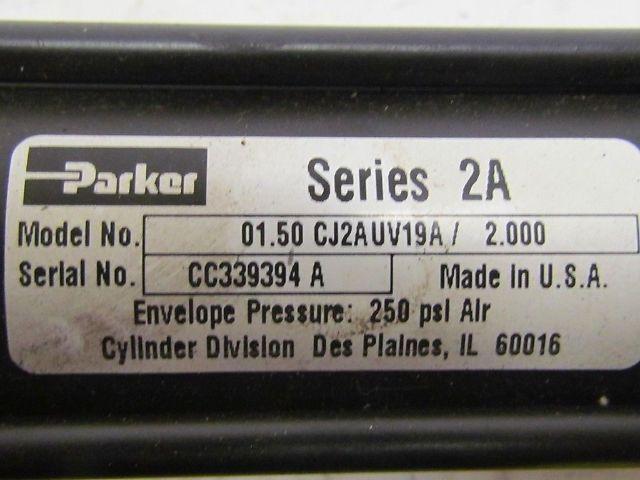 Parker Series 2A
Model No. 01.50 CJ2AUV19A / 2.000
Serial No. CC339394 A Made in U.S.A.
Envelope Pressure: 250 psi Air
Cylinder Division Des Plaines, IL 60016